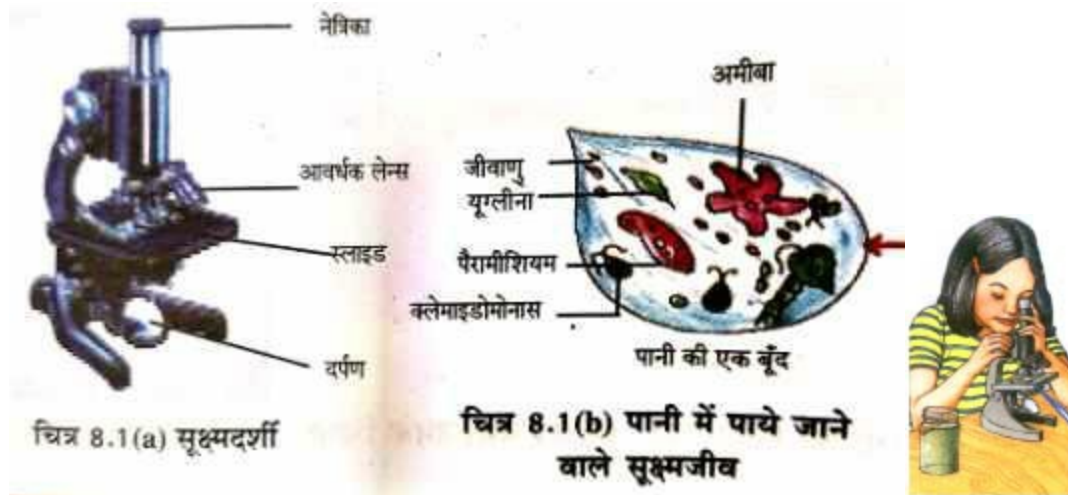 नेत्रिका
आवर्धक लेन्स
स्लाइड
दर्पण
चित्र 8.1(a) सूक्ष्मदर्शी
अमीबा
जीवाणु
यूग्लीना
पैरामीशियम
क्लेमाइडोमोनास
पानी की एक बूँद
चित्र 8.1(b) पानी में पाये जाने
वाले सूक्ष्मजीव